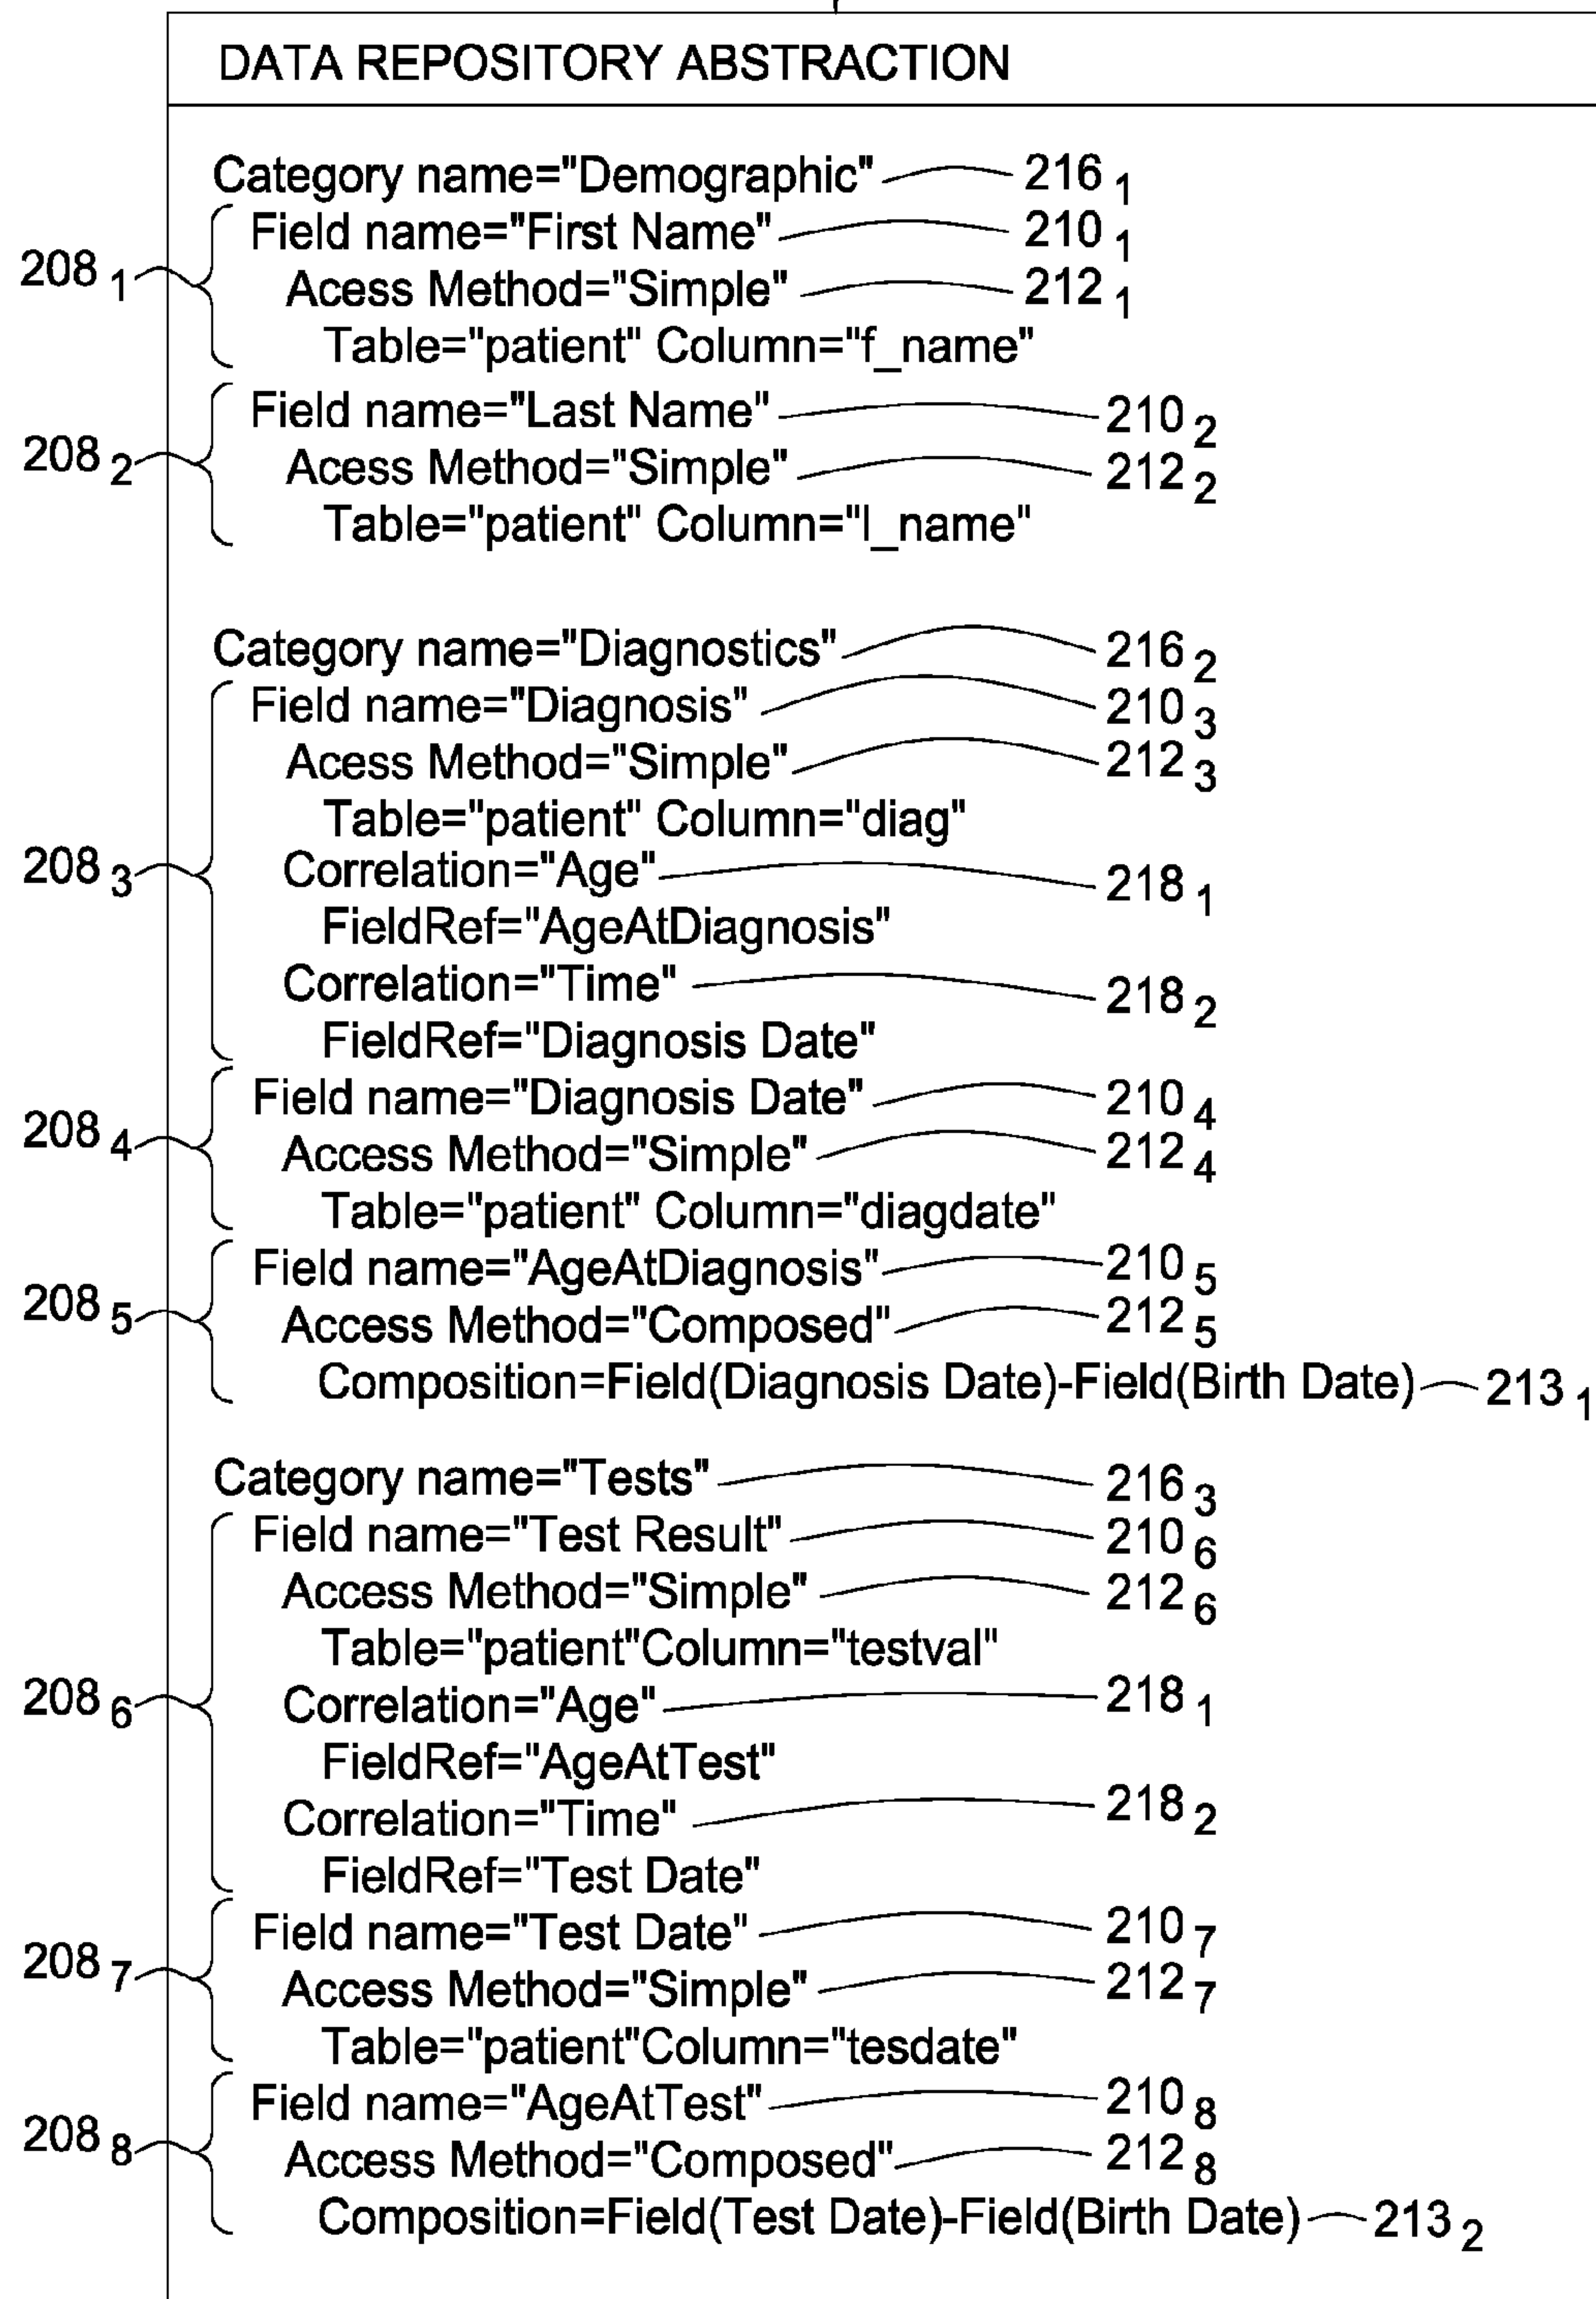 DATA REPOSITORY ABSTRACTION
Category name="Demographic" 216 1
Field name="First Name" 210 1
208 1 Acess Method="Simple" 212 1
Table="patient" Column="f_name"
Field name="Last Name" 210 2
208 2 Acess Method="Simple" 212 2
Table="patient" Column="l_name"
Category name="Diagnostics" 216 2
Field name="Diagnosis" 210 3
Acess Method="Simple" 212 3
Table="patient" Column="diag"
208 3 Correlation="Age" 218 1
FieldRef="AgeAtDiagnosis"
Correlation="Time" 218 2
FieldRef="Diagnosis Date"
Field name="Diagnosis Date" 210 4
208 4 Access Method="Simple" 212 4
Table="patient" Column="diagdate"
Field name="AgeAtDiagnosis" 210 5
208 5 Access Method="Composed" 212 5
Composition=Field(Diagnosis Date)-Field(Birth Date) 213 1
Category name="Tests" 216 3
Field name="Test Result" 210 6
Access Method="Simple" 212 6
Table="patient"Column="testval"
208 6 Correlation="Age" 218 1
FieldRef="AgeAtTest"
Correlation="Time" 218 2
FieldRef="Test Date"
Field name="Test Date" 210 7
208 7 Access Method="Simple" 212 7
Table="patient"Column="tesdate"
Field name="AgeAtTest" 210 8
208 8 Access Method="Composed" 212 8
Composition=Field(Test Date)-Field(Birth Date) 213 2